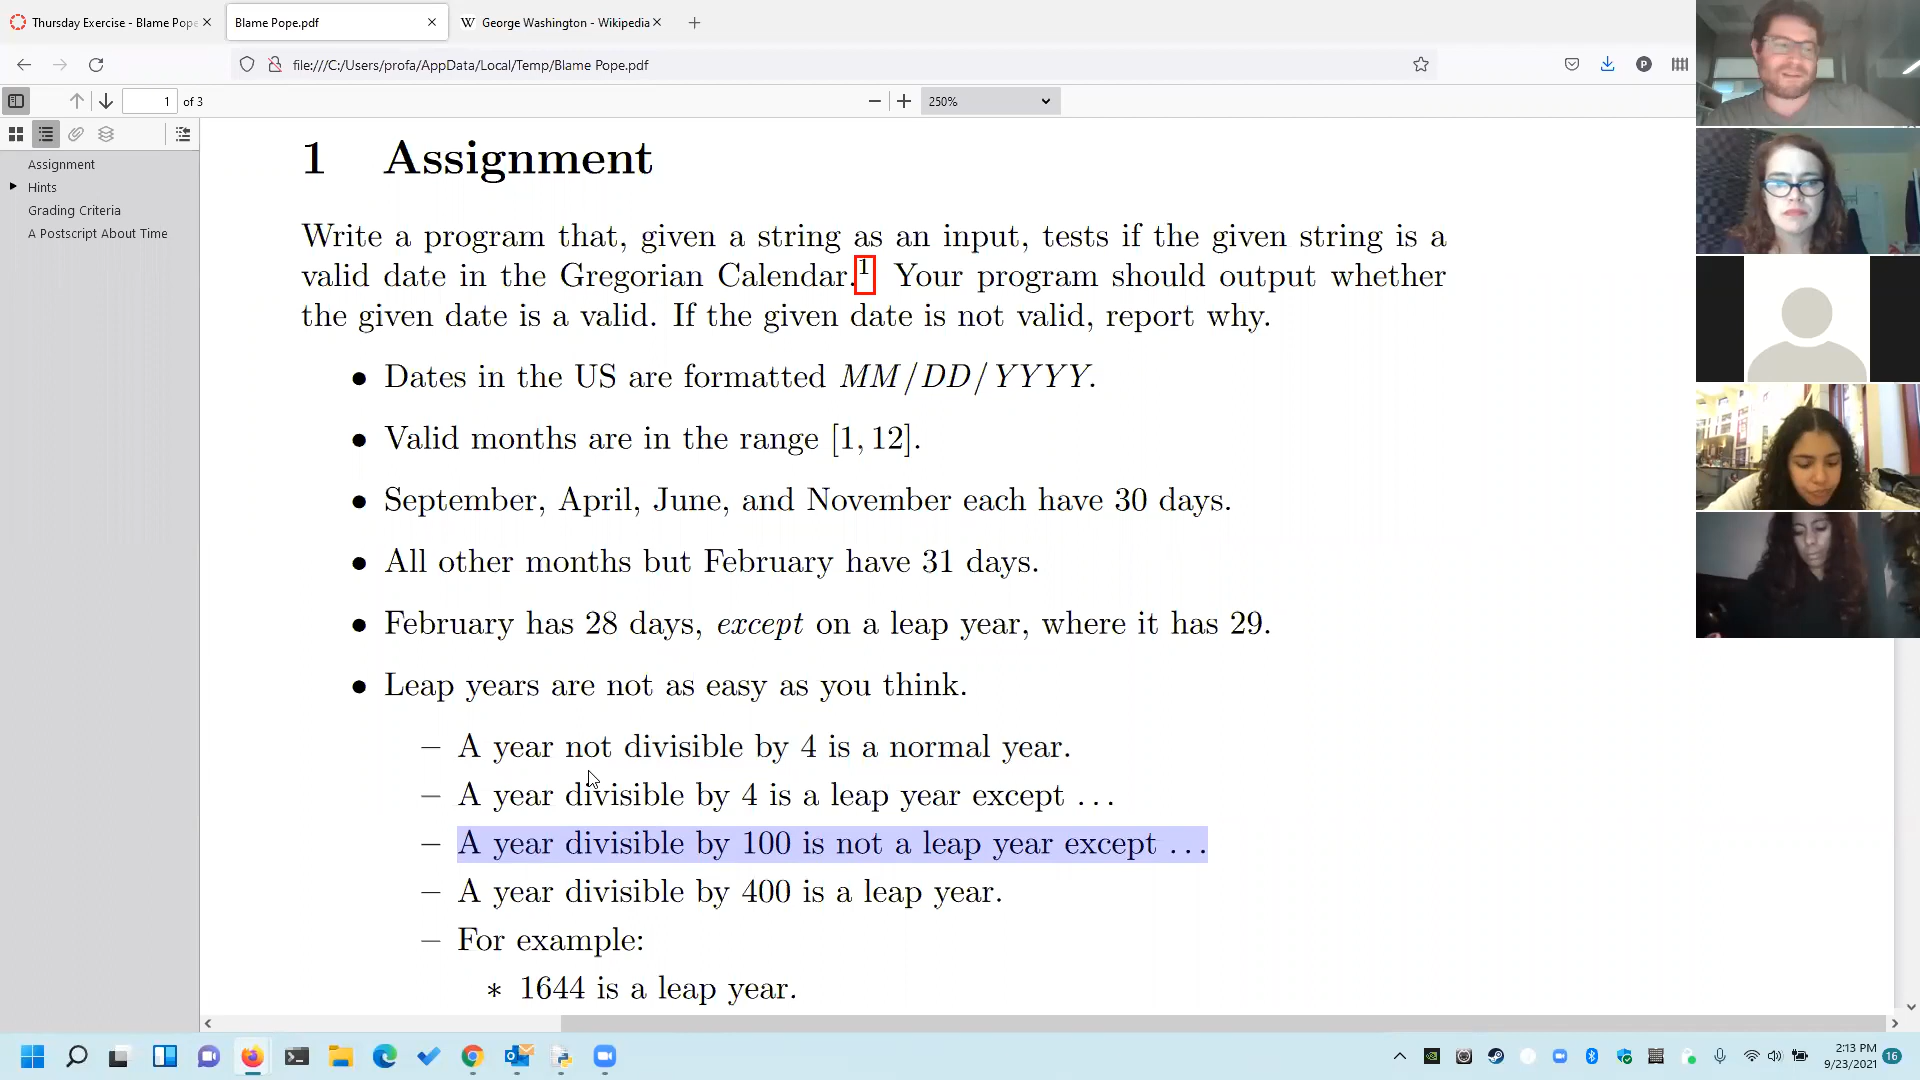 Thursday Exercise - Blame Pope
Blame Pope.pdf
George Washington - Wikipedia
file:///C:/Users/profa/AppData/Local/Temp/Blame Pope.pdf
1 of 3
250%
Assignment
Hints
Grading Criteria
A Postscript About Time
1 Assignment
Write a program that, given a string as an input, tests if the given string is a
valid date in the Gregorian Calendar.1 Your program should output whether
the given date is a valid. If the given date is not valid, report why.
• Dates in the US are formatted MM/DD/YYYY.
• Valid months are in the range [1, 12].
• September, April, June, and November each have 30 days.
• All other months but February have 31 days.
• February has 28 days, except on a leap year, where it has 29.
• Leap years are not as easy as you think.
– A year not divisible by 4 is a normal year.
– A year divisible by 4 is a leap year except ...
– A year divisible by 100 is not a leap year except ...
– A year divisible by 400 is a leap year.
– For example:
* 1644 is a leap year.
2:13 PM
9/23/2021
16